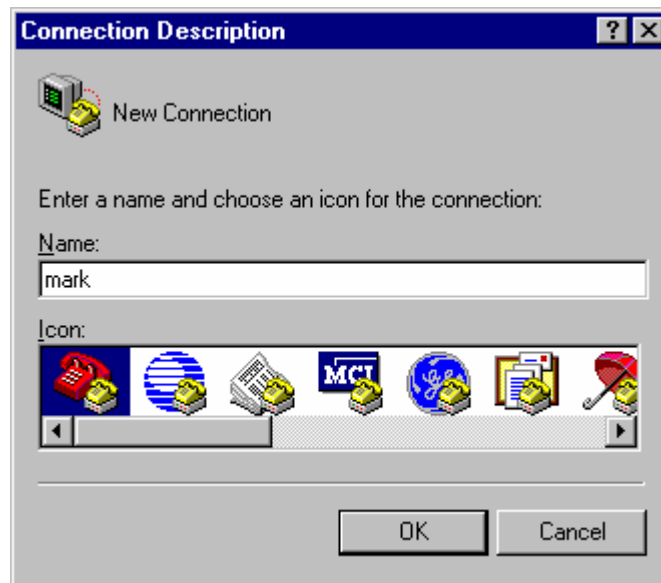 Connection Description
New Connection
Enter a name and choose an icon for the connection:
Name:
mark
Icon:
MCI
OK Cancel